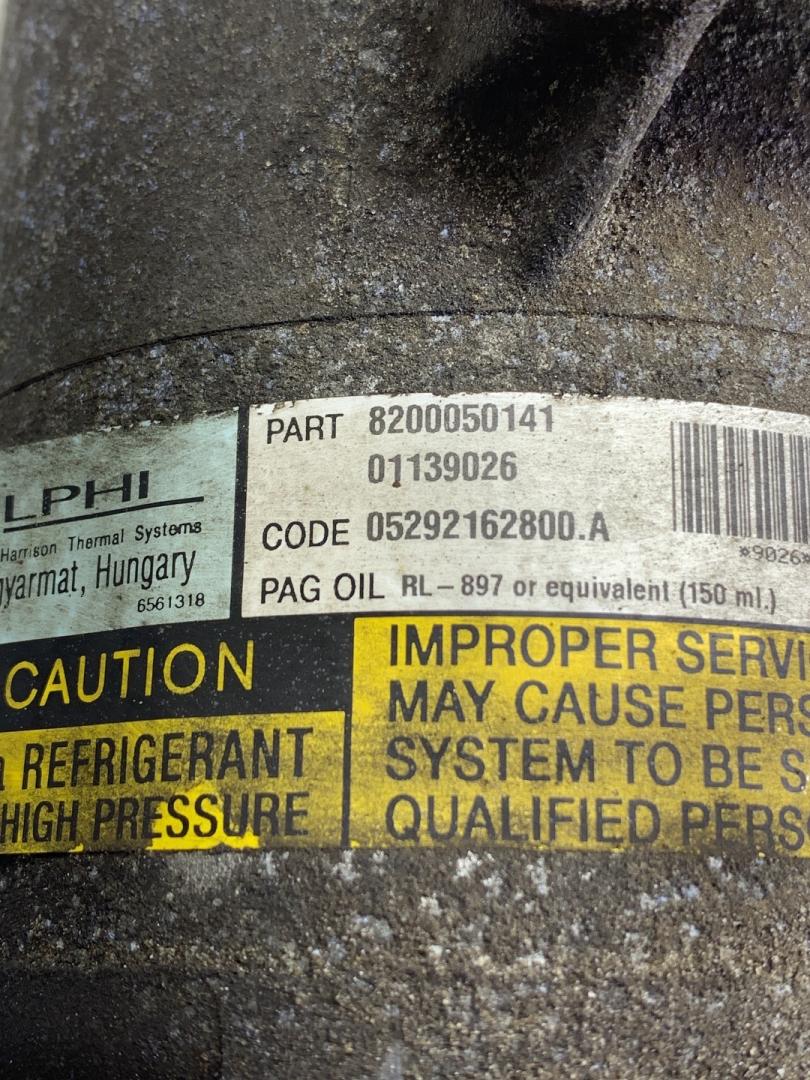 LPHI
Harrison Thermal Systems
yarmat, Hungary
6561318
PART 8200050141
01139026
CODE 05292162800.A
PAG OIL RL-897 or equivalent (150 ml.)
*9026*
CAUTION
a REFRIGERANT
HIGH PRESSURE
IMPROPER SERVI
MAY CAUSE PERS
SYSTEM TO BE S
QUALIFIED PERS